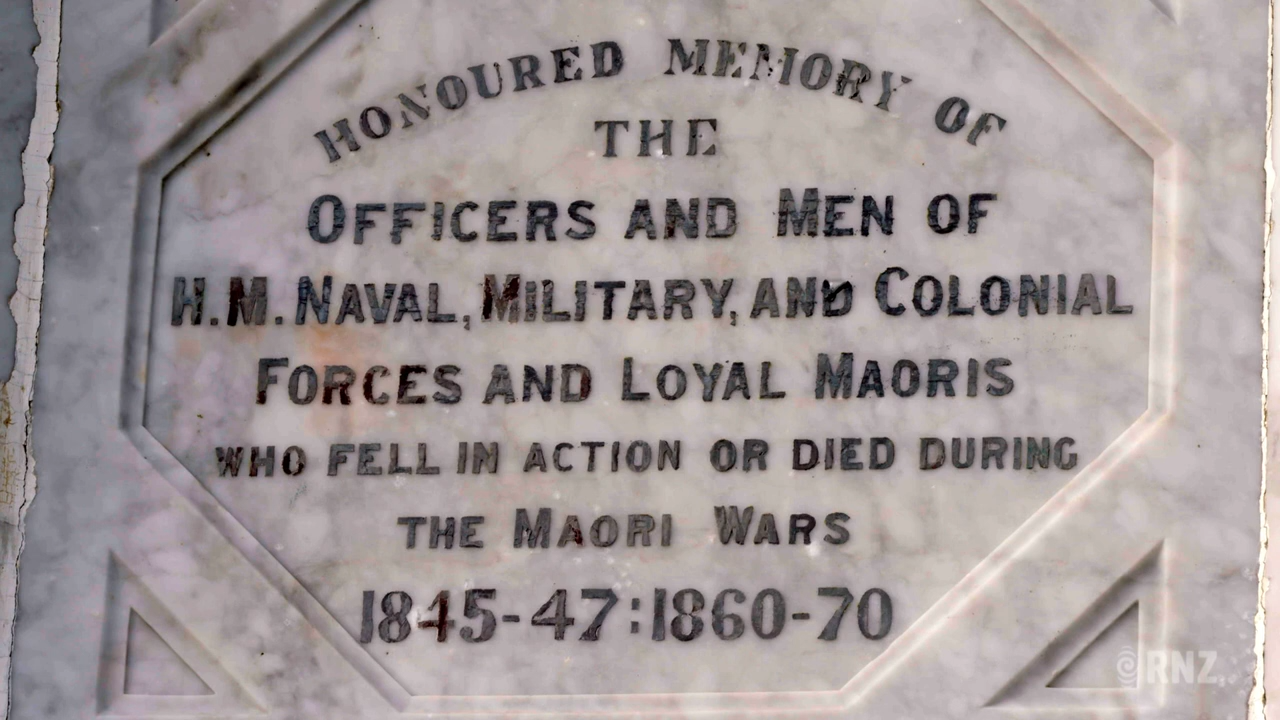 HONOURED MEMORY OF
THE
OFFICERS AND MEN OF
H.M. NAVAL, MILITARY, AND COLONIAL
FORCES AND LOYAL MAORIS
WHO FELL IN ACTION OR DIED DURING
THE MAORI WARS
1845-47:1860-70
RNZ